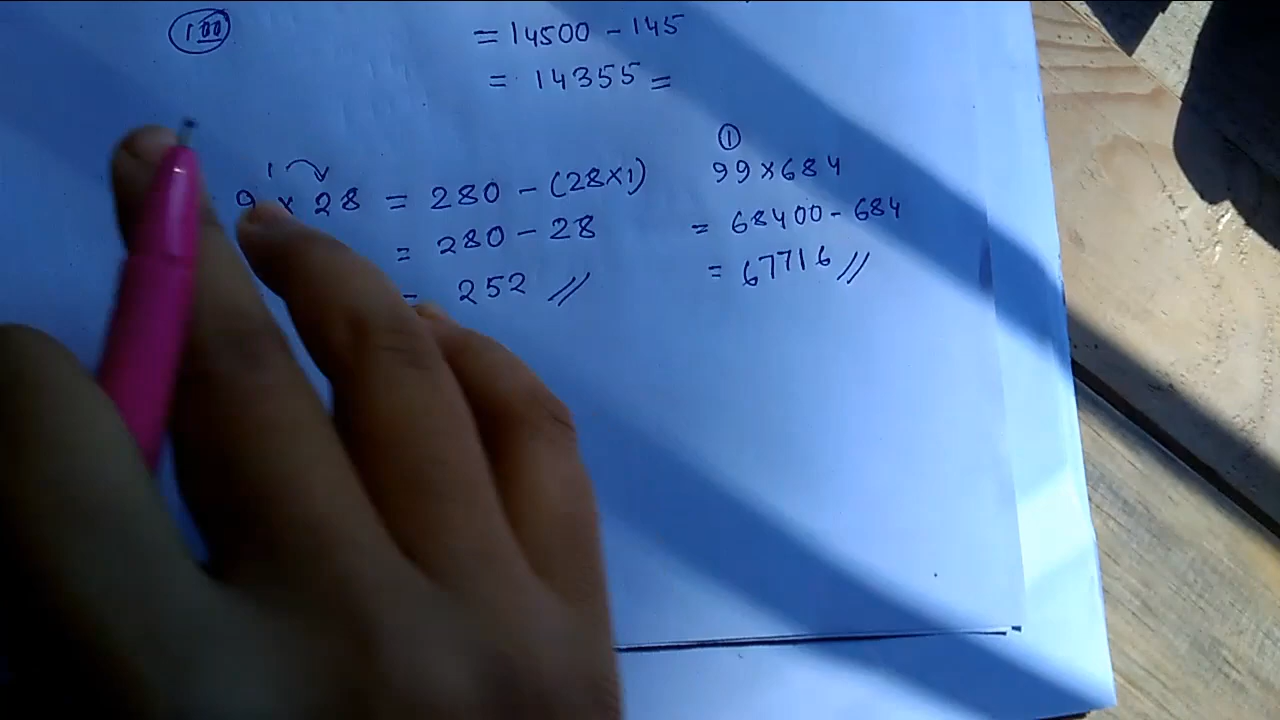 100
= 14500 - 145
= 14355 =
1
9 x 28 = 280 - (28x1)
= 280 - 28
= 252 //
1
99 x 684
= 68400 - 684
= 67716 //